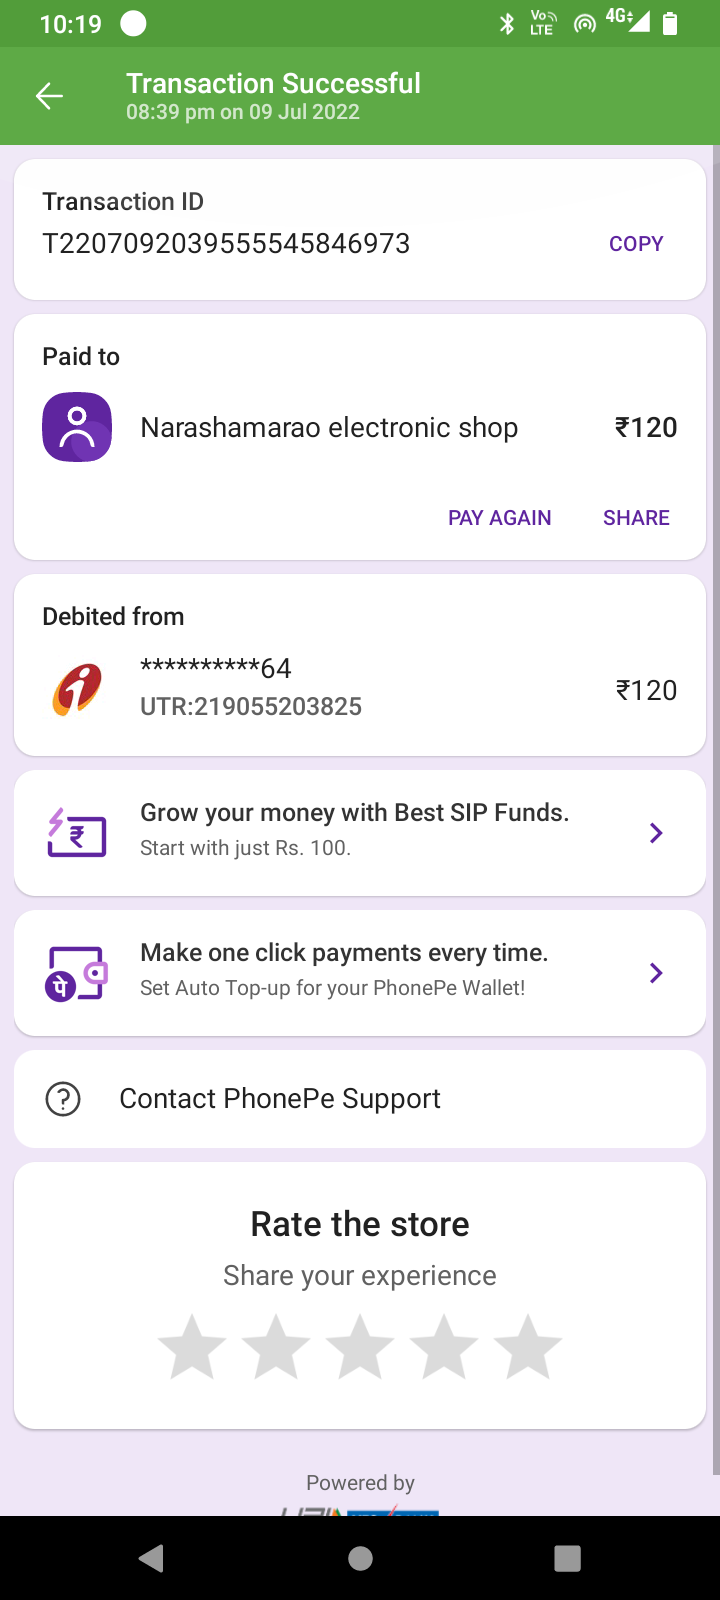 10:19
Vo
LTE
4G
Transaction Successful
08:39 pm on 09 Jul 2022
Transaction ID
T2207092039555545846973
COPY
Paid to
Narashamarao electronic shop
₹120
PAY AGAIN
SHARE
Debited from
**********64
UTR:219055203825
₹120
Grow your money with Best SIP Funds.
Start with just Rs. 100.
Make one click payments every time.
पे
Set Auto Top-up for your PhonePe Wallet!
Contact PhonePe Support
Rate the store
Share your experience
Powered by